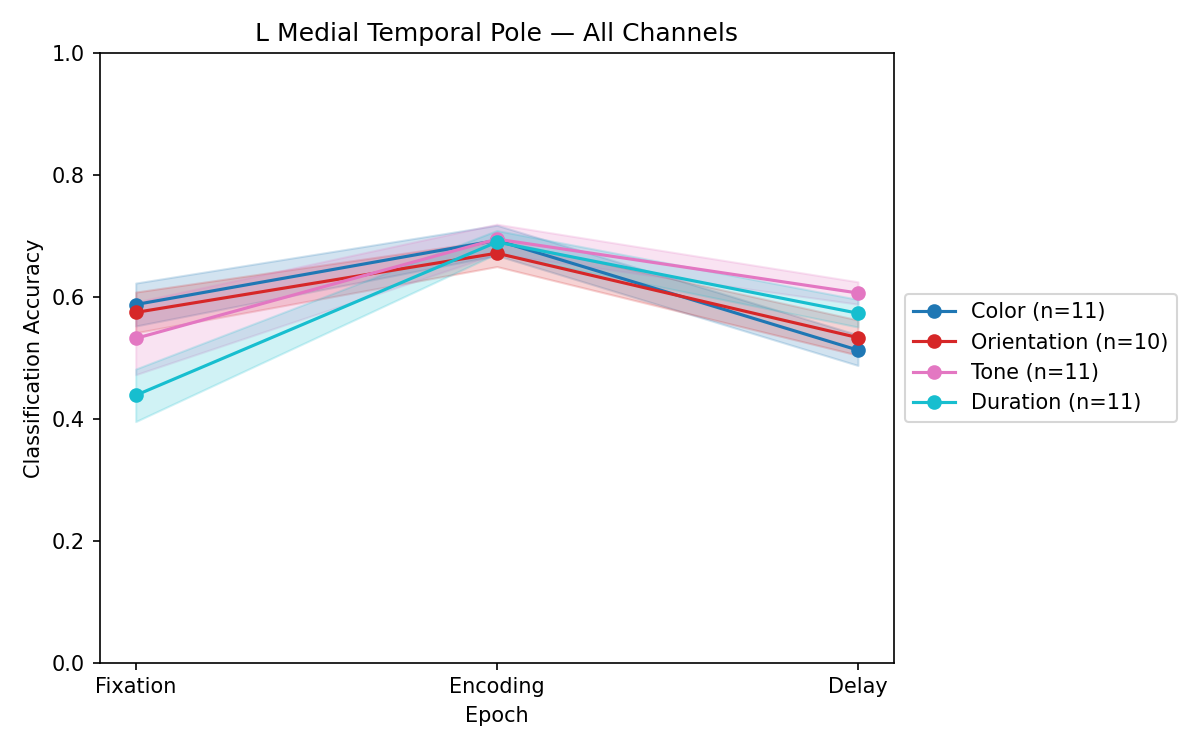 L Medial Temporal Pole — All Channels
1.0
0.8
0.6
0.4
0.2
0.0
Classification Accuracy
Fixation
Encoding
Delay
Epoch
Color (n=11)
Orientation (n=10)
Tone (n=11)
Duration (n=11)